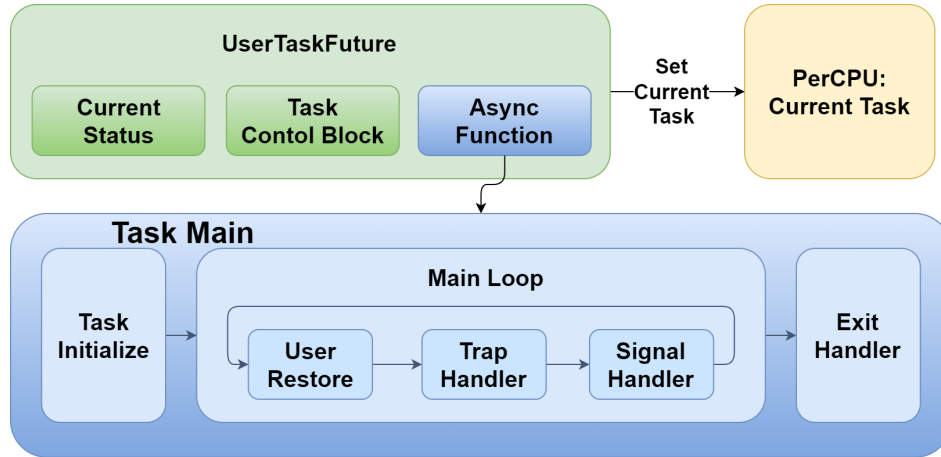 UserTaskFuture
Current
Status
Task
Contol Block
Async
Function
Set
Current
Task
PerCPU:
Current Task
Task Main
Task
Initialize
Main Loop
User
Restore
Trap
Handler
Signal
Handler
Exit
Handler